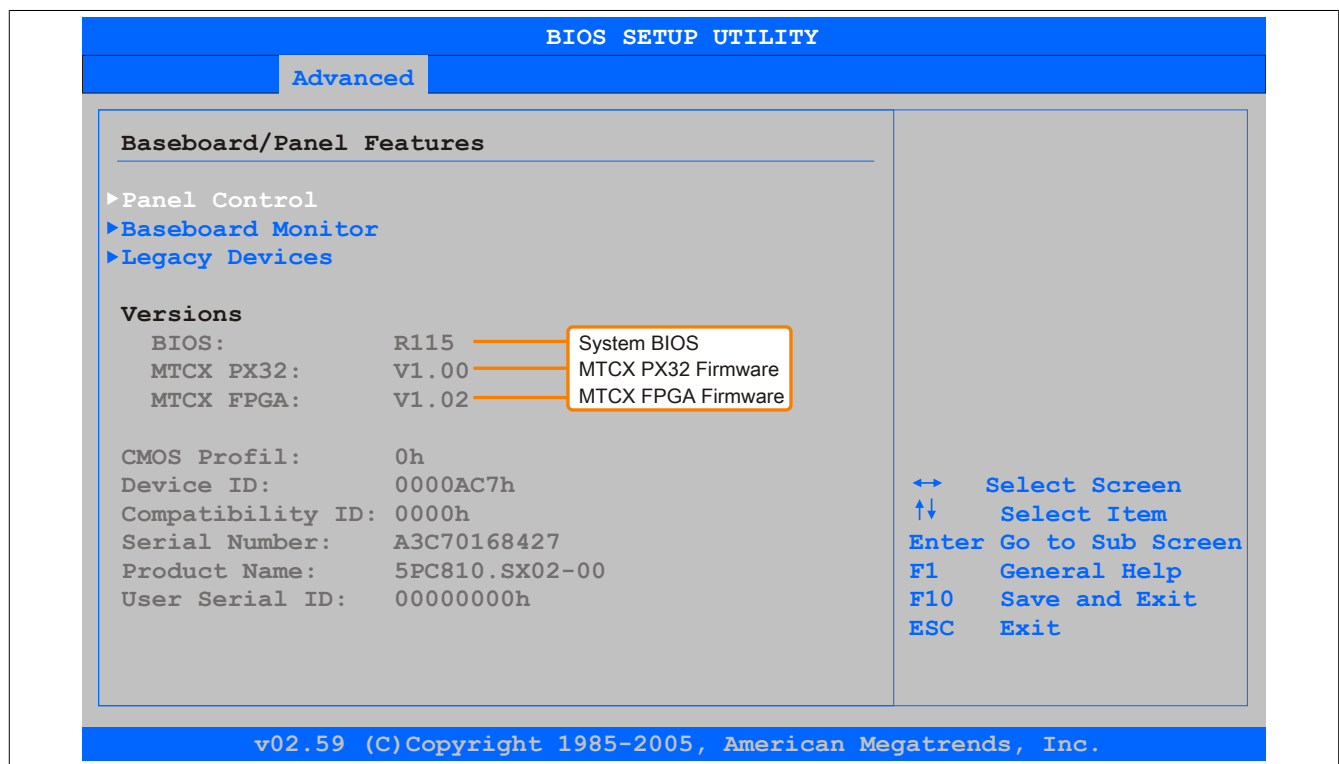 BIOS SETUP UTILITY
Advanced
Baseboard/Panel Features
▶Panel Control
▶Baseboard Monitor
▶Legacy Devices
Versions
BIOS: R115 System BIOS
MTCX PX32: V1.00 MTCX PX32 Firmware
MTCX FPGA: V1.02 MTCX FPGA Firmware
CMOS Profil: 0h
Device ID: 0000AC7h
Compatibility ID: 0000h
Serial Number: A3C70168427
Product Name: 5PC810.SX02-00
User Serial ID: 00000000h
↔ Select Screen
↑↓ Select Item
Enter Go to Sub Screen
F1 General Help
F10 Save and Exit
ESC Exit
v02.59 (C)Copyright 1985-2005, American Megatrends, Inc.